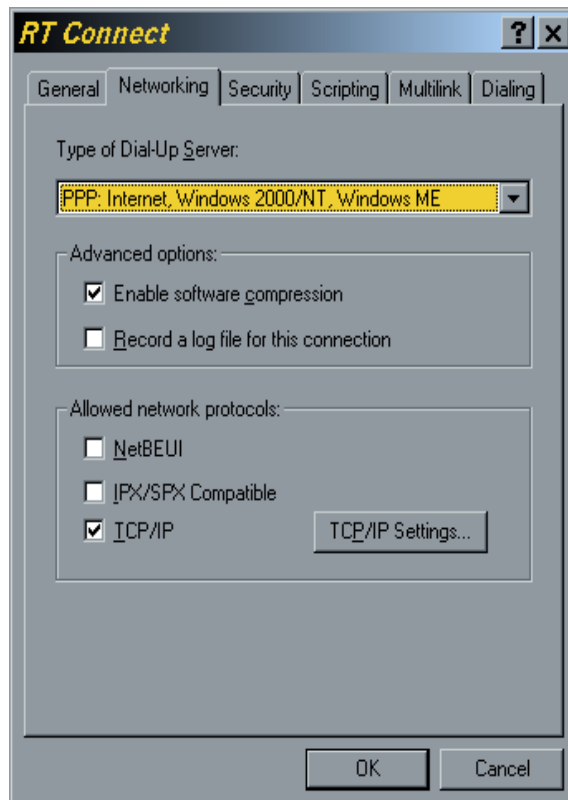 RT Connect
General Networking Security Scripting Multilink Dialing
Type of Dial-Up Server:
PPP: Internet, Windows 2000/NT, Windows ME
Advanced options:
Enable software compression
Record a log file for this connection
Allowed network protocols:
NetBEUI
IPX/SPX Compatible
TCP/IP TCP/IP Settings...
OK Cancel